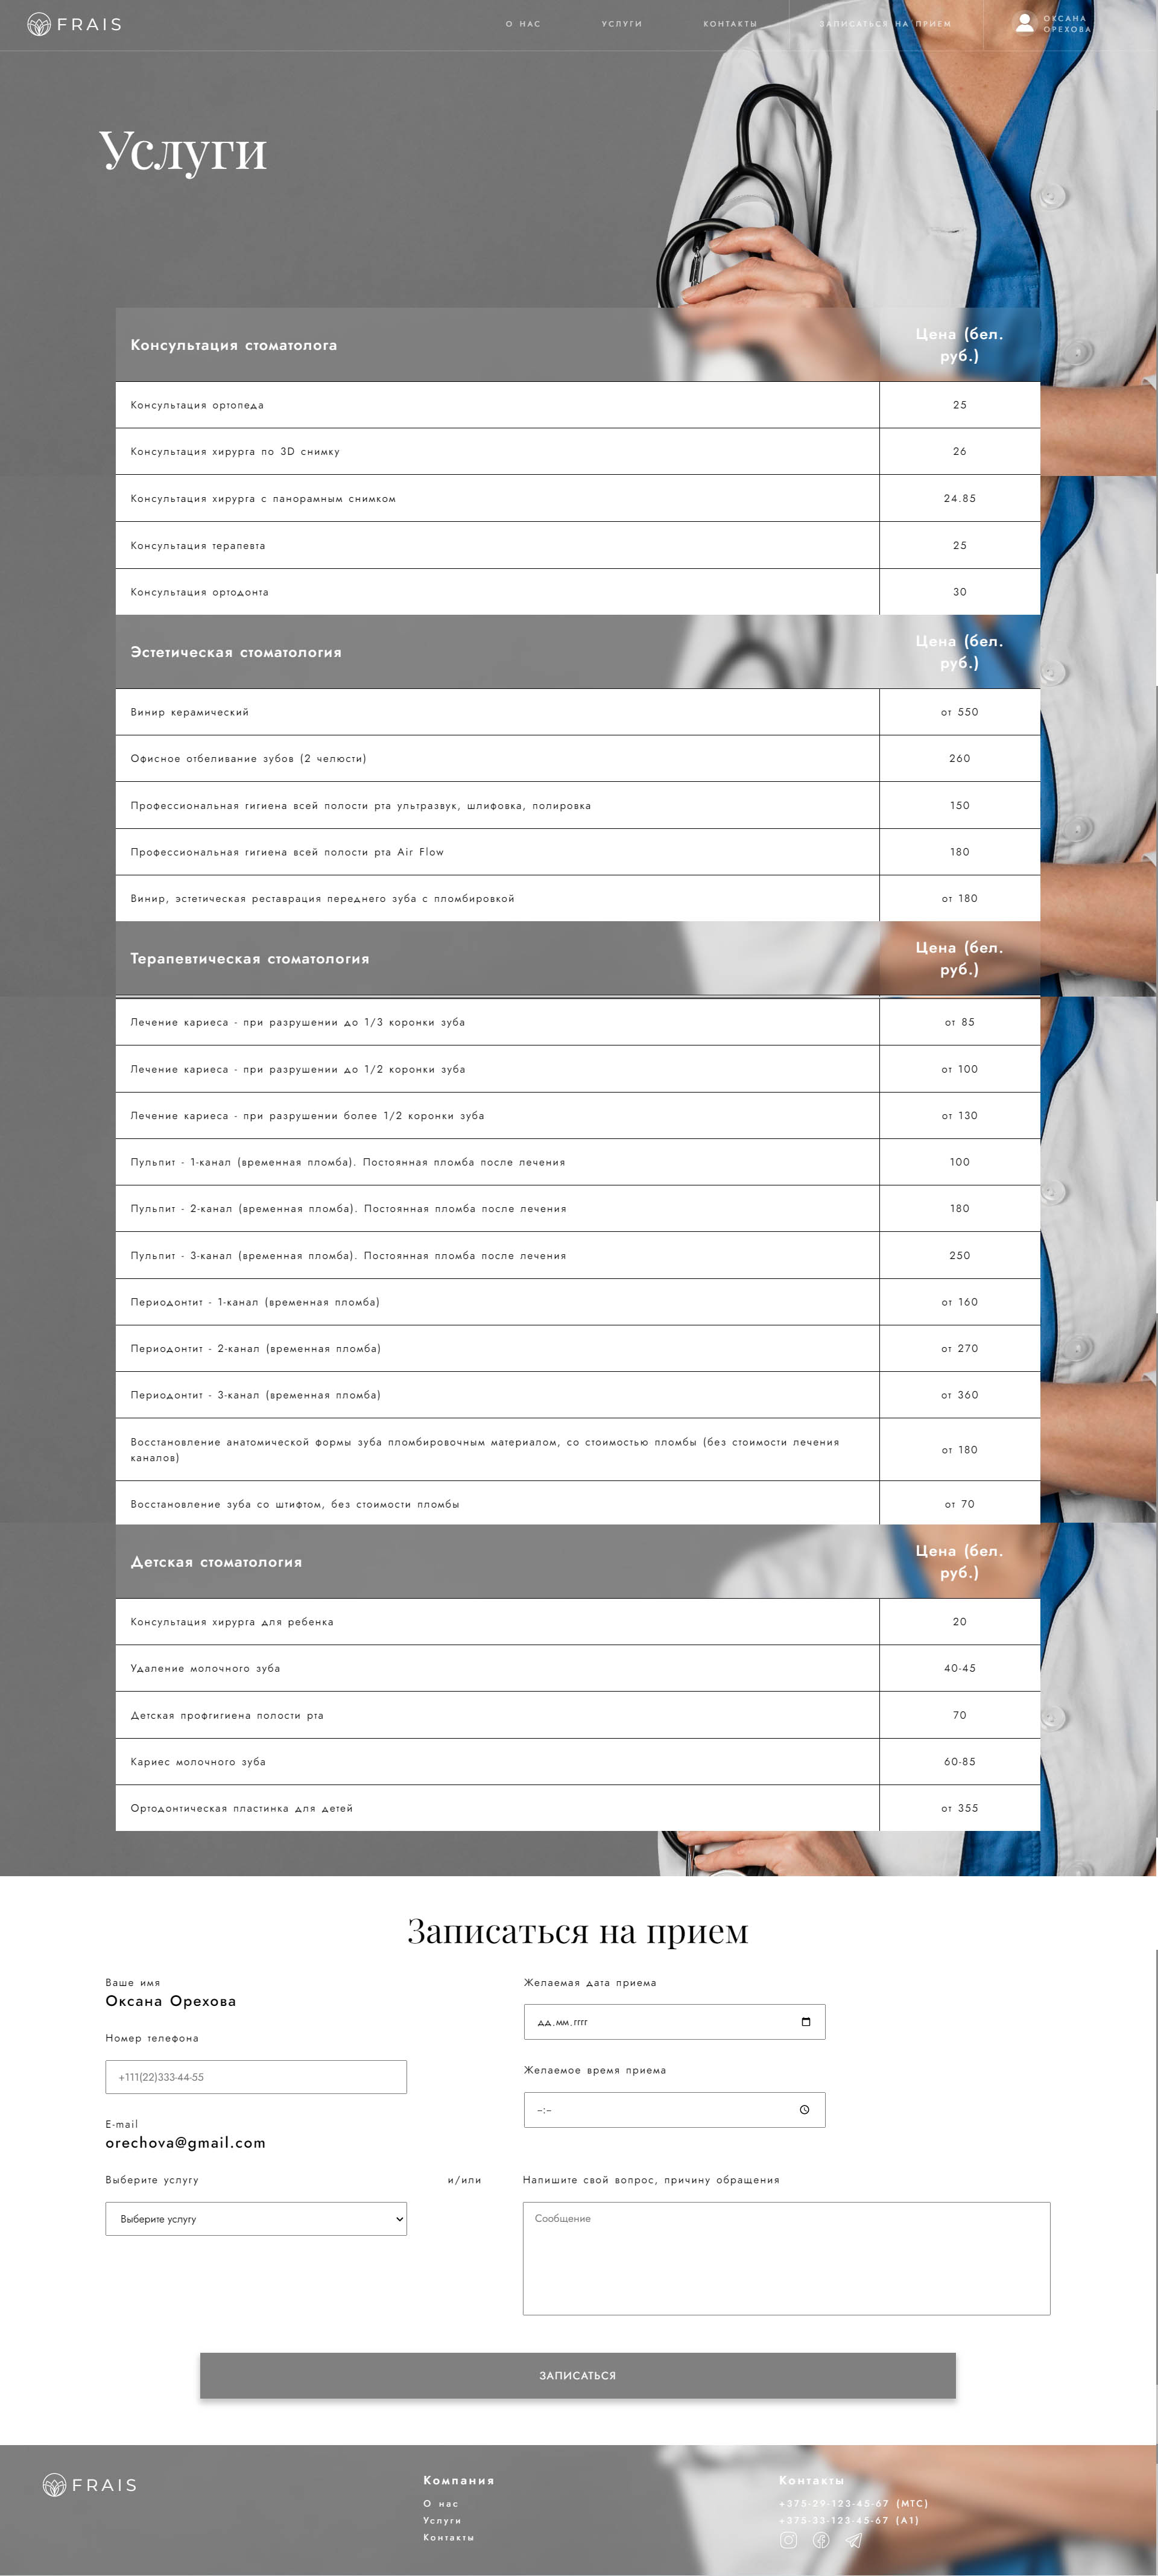 FRAIS
О НАС
УСЛУГИ
КОНТАКТЫ
ЗАПИСАТЬСЯ НА ПРИЕМ
ОКСАНА
ОРЕХОВА
Услуги
Консультация стоматолога
Цена (бел.
руб.)
Консультация ортопеда
25
Консультация хирурга по 3D снимку
26
Консультация хирурга с панорамным снимком
24.85
Консультация терапевта
25
Консультация ортодонта
30
Эстетическая стоматология
Цена (бел.
руб.)
Винир керамический
от 550
Офисное отбеливание зубов (2 челюсти)
260
Профессиональная гигиена всей полости рта ультразвук, шлифовка, полировка
150
Профессиональная гигиена всей полости рта Air Flow
180
Винир, эстетическая реставрация переднего зуба с пломбировкой
от 180
Терапевтическая стоматология
Цена (бел.
руб.)
Лечение кариеса - при разрушении до 1/3 коронки зуба
от 85
Лечение кариеса - при разрушении до 1/2 коронки зуба
от 100
Лечение кариеса - при разрушении более 1/2 коронки зуба
от 130
Пульпит - 1-канал (временная пломба). Постоянная пломба после лечения
100
Пульпит - 2-канал (временная пломба). Постоянная пломба после лечения
180
Пульпит - 3-канал (временная пломба). Постоянная пломба после лечения
250
Периодонтит - 1-канал (временная пломба)
от 160
Периодонтит - 2-канал (временная пломба)
от 270
Периодонтит - 3-канал (временная пломба)
от 360
Восстановление анатомической формы зуба пломбировочным материалом, со стоимостью пломбы (без стоимости лечения
каналов)
от 180
Восстановление зуба со штифтом, без стоимости пломбы
от 70
Детская стоматология
Цена (бел.
руб.)
Консультация хирурга для ребенка
20
Удаление молочного зуба
40-45
Детская профгигиена полости рта
70
Кариес молочного зуба
60-85
Ортодонтическая пластинка для детей
от 355
Записаться на прием
Ваше имя
Оксана Орехова
Номер телефона
+111(22)333-44-55
E-mail
orechova@gmail.com
Желаемая дата приема
дд.мм.гггг
Желаемое время приема
--:--
Выберите услугу
Выберите услугу
и/или
Напишите свой вопрос, причину обращения
Сообщение
ЗАПИСАТЬСЯ
FRAIS
Компания
О нас
Услуги
Контакты
Контакты
+375-29-123-45-67 (МТС)
+375-33-123-45-67 (А1)